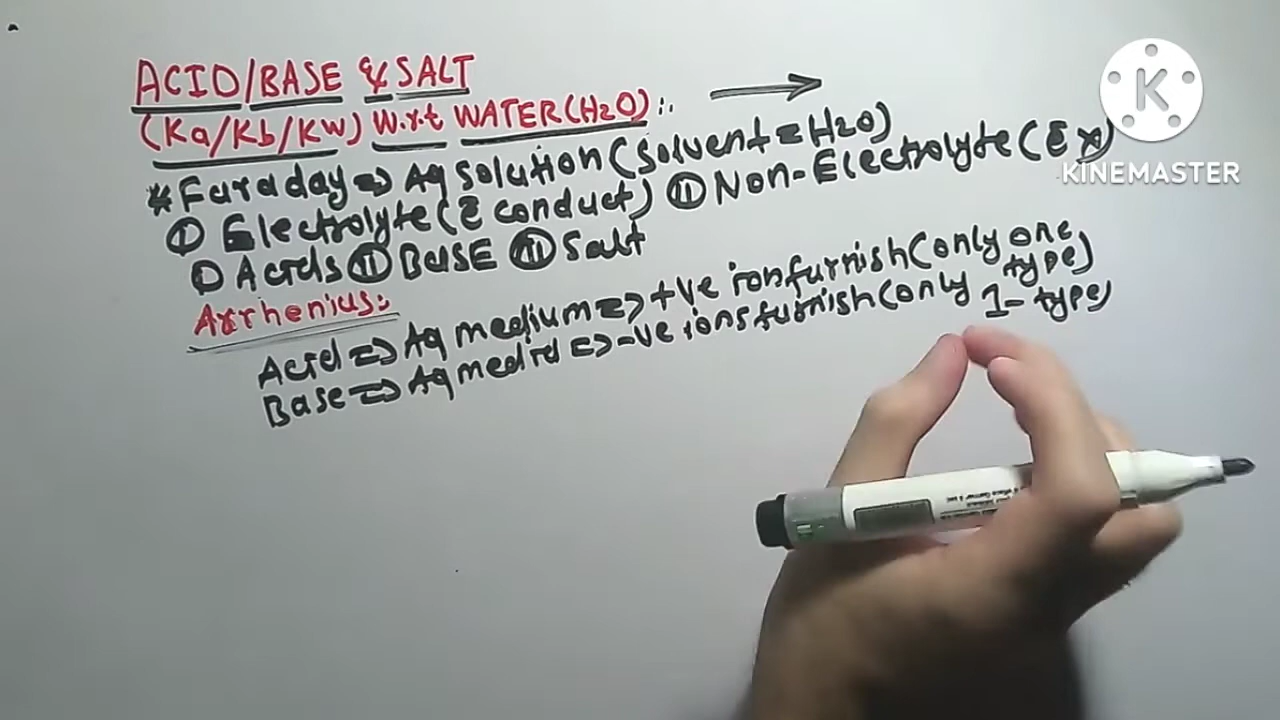 ACID/BASE & SALT
(Ka/Kb/Kw) W.r.t WATER(H2O):.
* Faraday => Aq solution (solvent = H2O)
I Electrolyte (E conduct) II Non-Electrolyte (E x)
I Acids II Base III Salt
Arrhenius:
Acid => Aq medium => +ve ion furnish (only one type)
Base => Aq med => -ve ions furnish (only 1-type)
K
KINEMASTER